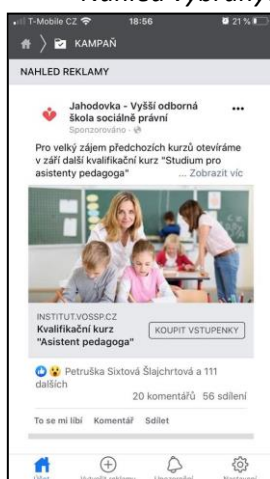 T-Mobile CZ 18:56 21 %
KAMPAŇ
NAHLED REKLAMY
Jahodovka - Vyšší odborná
škola sociálně právní
Sponzorováno
Pro velký zájem předchozích kurzů otevíráme
v září další kvalifikační kurz "Studium pro
asistenty pedagoga" ... Zobrazit víc
INSTITUT.VOSSP.CZ
Kvalifikační kurz
"Asistent pedagoga"
KOUPIT VSTUPENKY
Petruška Sixtová Šlajchrtová a 111
dalších
20 komentářů 56 sdílení
To se mi líbí Komentář Sdílet
Účet Vytvořit reklamu Upozornění Nastavení